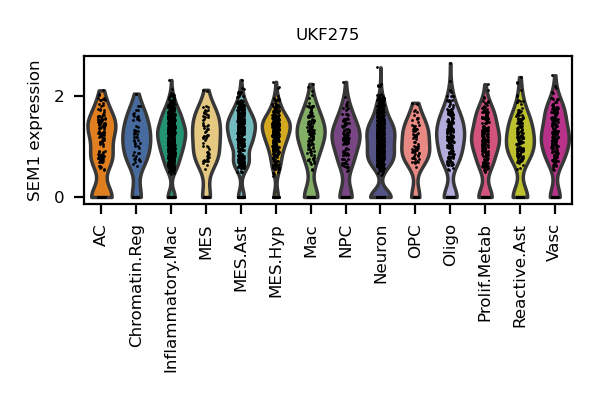 UKF275
SEM1 expression
2
0
AC
Chromatin.Reg
Inflammatory.Mac
MES
MES.Ast
MES.Hyp
Mac
NPC
Neuron
OPC
Oligo
Prolif.Metab
Reactive.Ast
Vasc